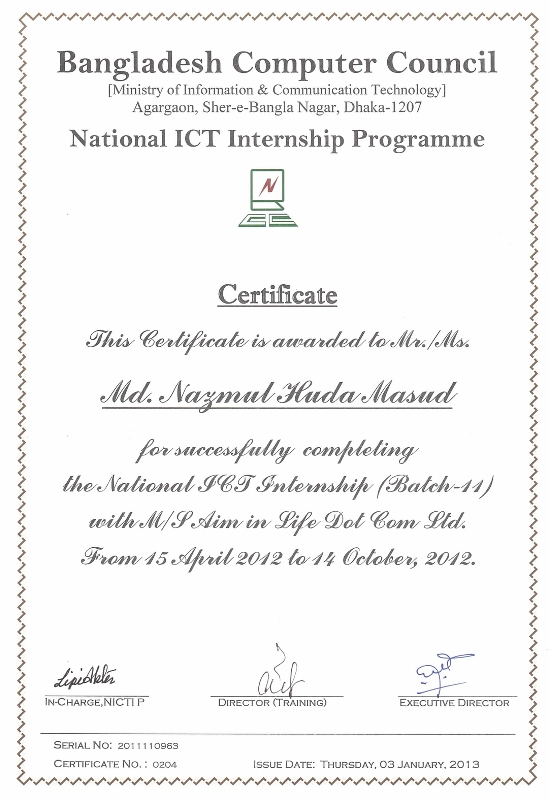 Bangladesh Computer Council
[Ministry of Information & Communication Technology]
Agargaon, Sher-e-Bangla Nagar, Dhaka-1207
National ICT Internship Programme
N
Certificate
This Certificate is awarded to Mr./Ms.
Md. Nazmul Huda Masud
for successfully completing
the National ICT Internship (Batch-11)
with M/S Aim in Life Dot Com Ltd.
From 15 April 2012 to 14 October, 2012.
IN-CHARGE,NICTI P
DIRECTOR (TRAINING)
EXECUTIVE DIRECTOR
SERIAL NO: 2011110963
CERTIFICATE NO. : 0204
ISSUE DATE: THURSDAY, 03 JANUARY, 2013